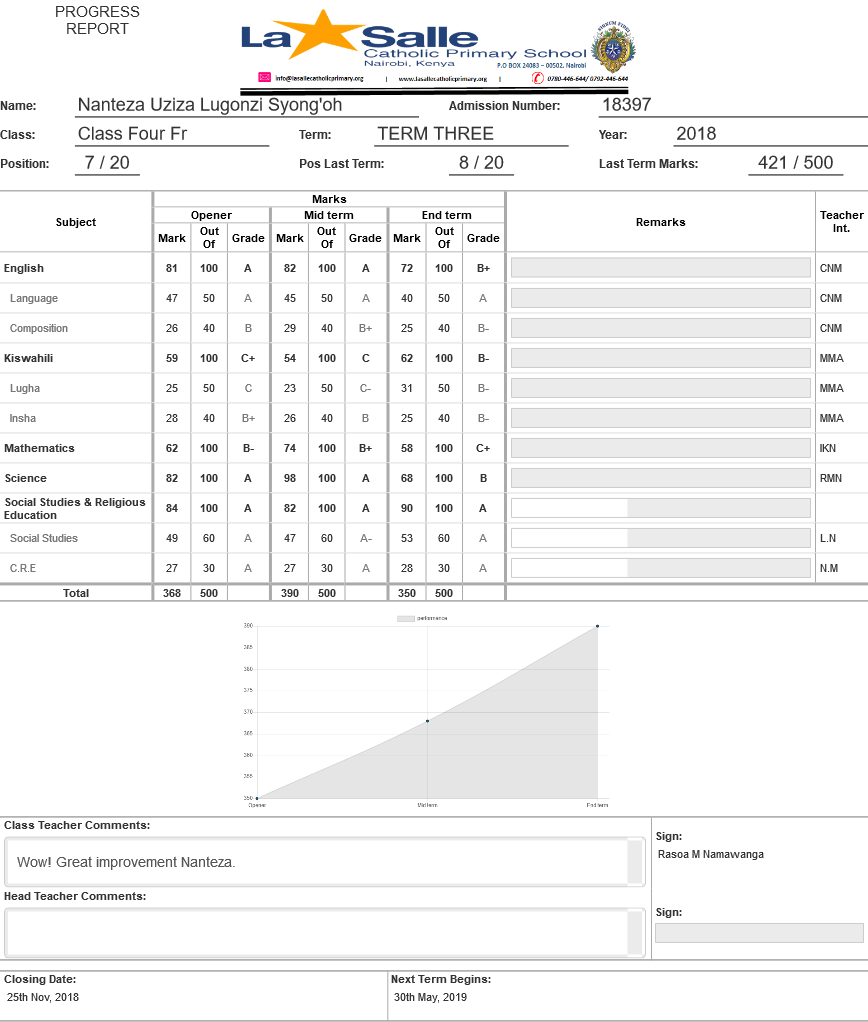 PROGRESS
REPORT
La Salle
Catholic Primary School
Nairobi, Kenya
P.O BOX 24083 – 00502, Nairobi
info@lasallecatholicprimary.org | www.lasallecatholicprimary.org | 0780-446-644/ 0792-446-644
Name: Nanteza Uziza Lugonzi Syong'oh Admission Number: 18397
Class: Class Four Fr Term: TERM THREE Year: 2018
Position: 7 / 20 Pos Last Term: 8 / 20 Last Term Marks: 421 / 500
Subject Marks Remarks Teacher Int.
Opener Mid term End term
Mark Out Of Grade Mark Out Of Grade Mark Out Of Grade
English 81 100 A 82 100 A 72 100 B+ CNM
Language 47 50 A 45 50 A 40 50 A CNM
Composition 26 40 B 29 40 B+ 25 40 B- CNM
Kiswahili 59 100 C+ 54 100 C 62 100 B- MMA
Lugha 25 50 C 23 50 C- 31 50 B- MMA
Insha 28 40 B+ 26 40 B 25 40 B- MMA
Mathematics 62 100 B- 74 100 B+ 58 100 C+ IKN
Science 82 100 A 98 100 A 68 100 B RMN
Social Studies & Religious Education 84 100 A 82 100 A 90 100 A
Social Studies 49 60 A 47 60 A- 53 60 A L.N
C.R.E 27 30 A 27 30 A 28 30 A N.M
Total 368 500 390 500 350 500
performance
390
385
380
375
370
365
360
355
350
Opener Mid term End term
Class Teacher Comments:
Wow! Great improvement Nanteza.
Sign:
Rasoa M Namawanga
Head Teacher Comments:
Sign:
Closing Date: Next Term Begins:
25th Nov, 2018 30th May, 2019